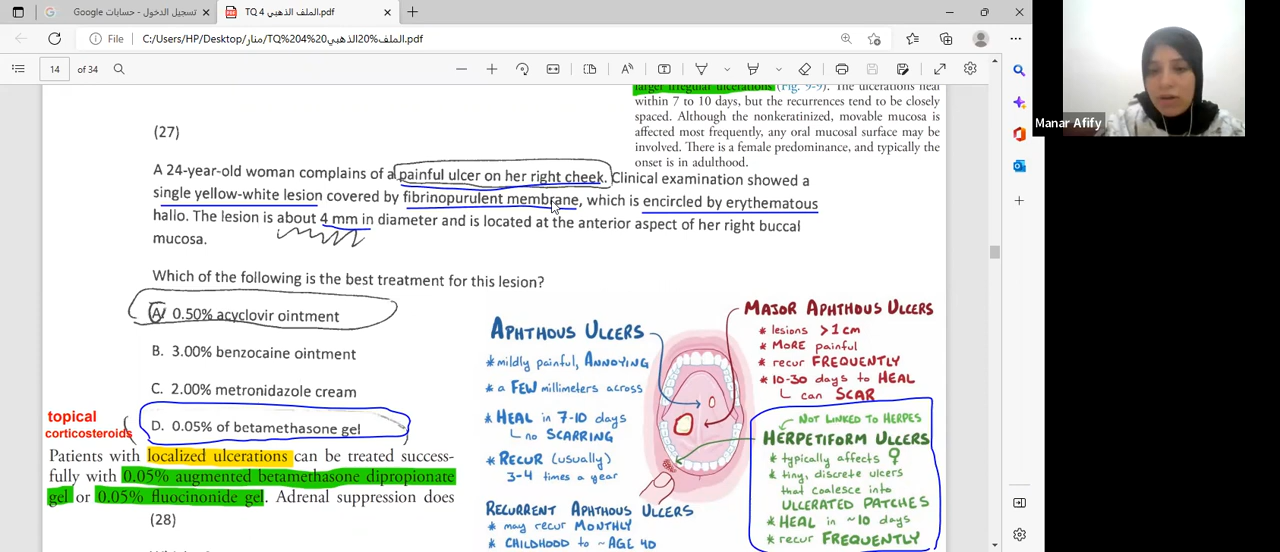 تسجيل الدخول - حسابات Google
الملف الذهبي TQ 4
File
C:/Users/HP/Desktop/منار/TQ%204%20الملف%20الذهبي.pdf
14 of 34
Manar Afify
larger irregular ulcerations (Fig. 9-9). The ulcerations heal
within 7 to 10 days, but the recurrences tend to be closely
spaced. Although the nonkeratinized, movable mucosa is
affected most frequently, any oral mucosal surface may be
involved. There is a female predominance, and typically the
onset is in adulthood.
(27)
A 24-year-old woman complains of a painful ulcer on her right cheek. Clinical examination showed a
single yellow-white lesion covered by fibrinopurulent membrane, which is encircled by erythematous
hallo. The lesion is about 4 mm in diameter and is located at the anterior aspect of her right buccal
mucosa.
Which of the following is the best treatment for this lesion?
A. 0.50% acyclovir ointment
B. 3.00% benzocaine ointment
C. 2.00% metronidazole cream
D. 0.05% of betamethasone gel
topical
corticosteroids
Patients with localized ulcerations can be treated success-
fully with 0.05% augmented betamethasone dipropionate
gel or 0.05% fluocinonide gel. Adrenal suppression does
(28)
APHTHOUS ULCERS
* mildly painful, ANNOYING
* a FEW millimeters across
* HEAL in 7-10 days
no SCARRING
* RECUR (usually)
3-4 times a year
RECURRENT APHTHOUS ULCERS
* may recur MONTHLY
* CHILDHOOD to ~AGE 40
MAJOR APHTHOUS ULCERS
* lesions >1cm
* MORE painful
* recur FREQUENTLY
* 10-30 days to HEAL
can SCAR
NOT LINKED TO HERPES
HERPETIFORM ULCERS
* typically affects ♀
* tiny, discrete ulcers
that coalesce into
ULCERATED PATCHES
* HEAL in ~10 days
* recur FREQUENTLY